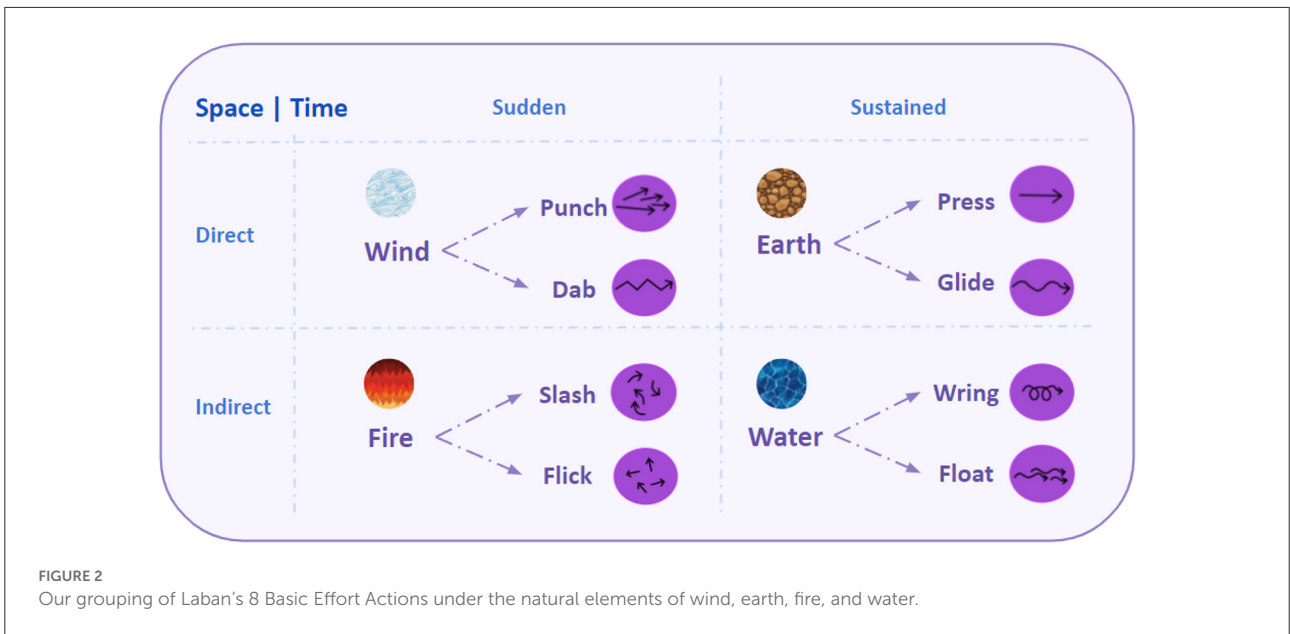 Space | Time
Sudden
Sustained
Direct
Wind
Punch
Dab
Earth
Press
Glide
Indirect
Fire
Slash
Flick
Water
Wring
Float
FIGURE 2
Our grouping of Laban's 8 Basic Effort Actions under the natural elements of wind, earth, fire, and water.